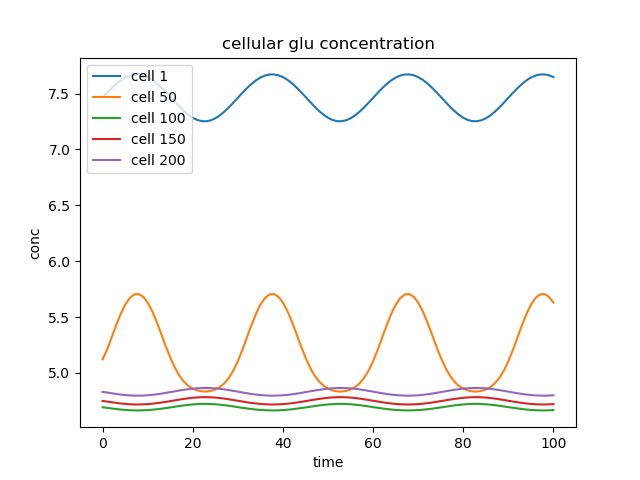 cellular glu concentration
cell 1
cell 50
cell 100
cell 150
cell 200
7.5
7.0
6.5
6.0
5.5
5.0
conc
0 20 40 60 80 100
time